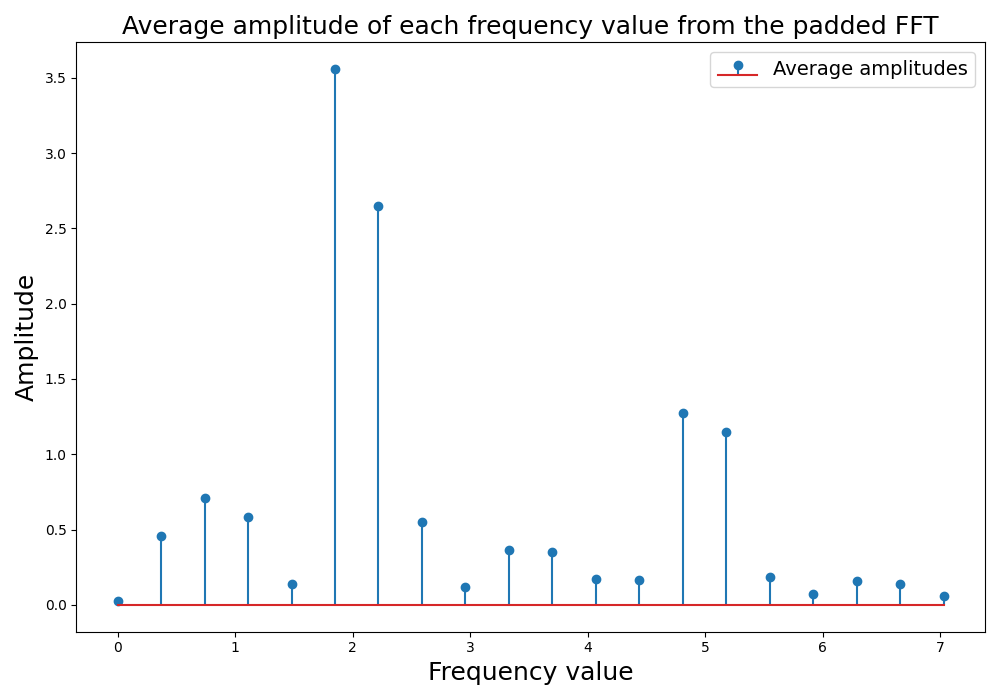 Average amplitude of each frequency value from the padded FFT
Average amplitudes
Amplitude
3.5
3.0
2.5
2.0
1.5
1.0
0.5
0.0
0 1 2 3 4 5 6 7
Frequency value